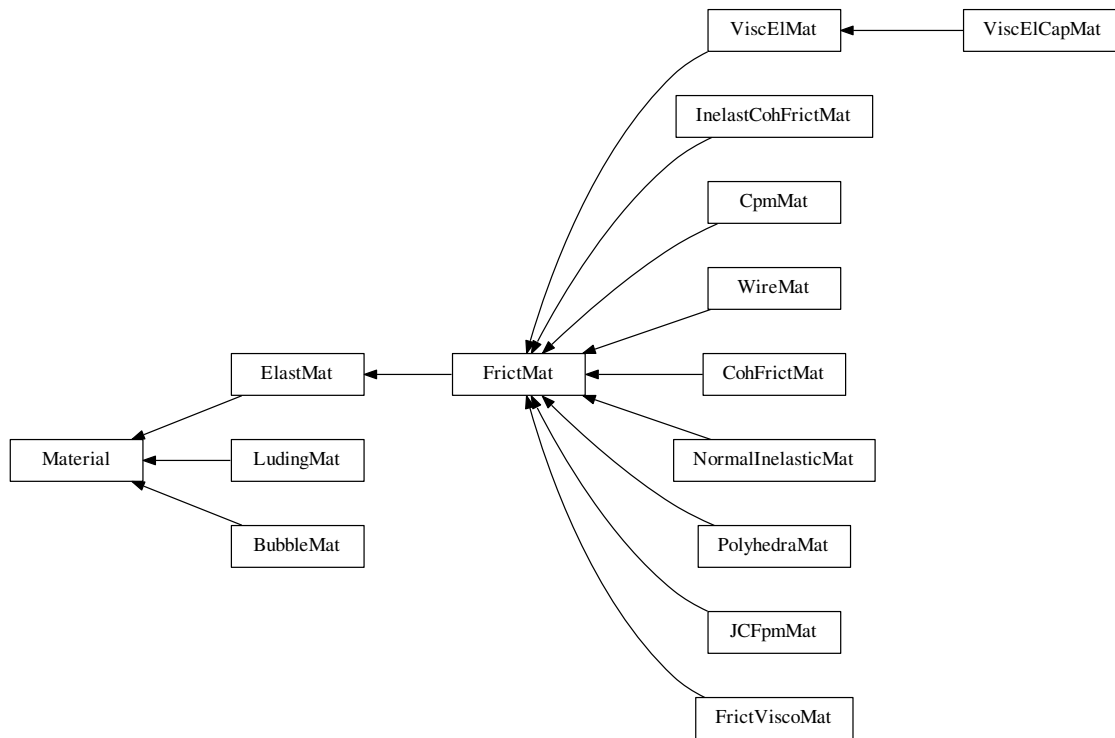 ViscElMat
ViscElCapMat
InelastCohFrictMat
CpmMat
WireMat
ElastMat
FrictMat
CohFrictMat
Material
LudingMat
NormalInelasticMat
BubbleMat
PolyhedraMat
JCFpmMat
FrictViscoMat